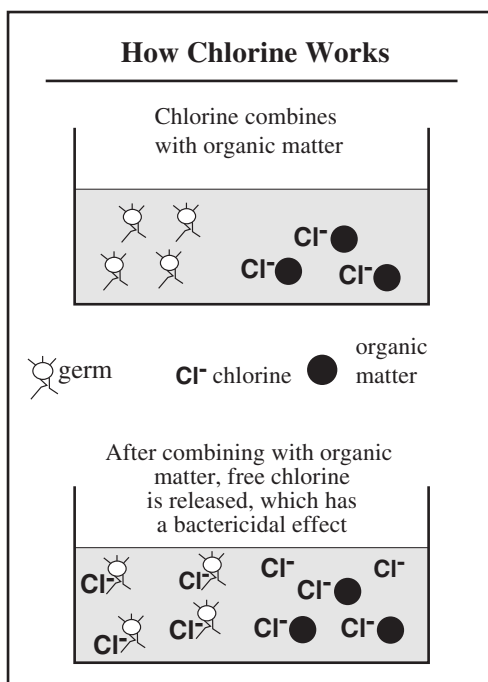 How Chlorine Works
Chlorine combines
with organic matter
Cl-
Cl-
Cl-
germ
Cl- chlorine
organic
matter
After combining with organic
matter, free chlorine
is released, which has
a bactericidal effect
Cl-
Cl-
Cl-
Cl-
Cl-
Cl-
Cl-
Cl-
Cl-